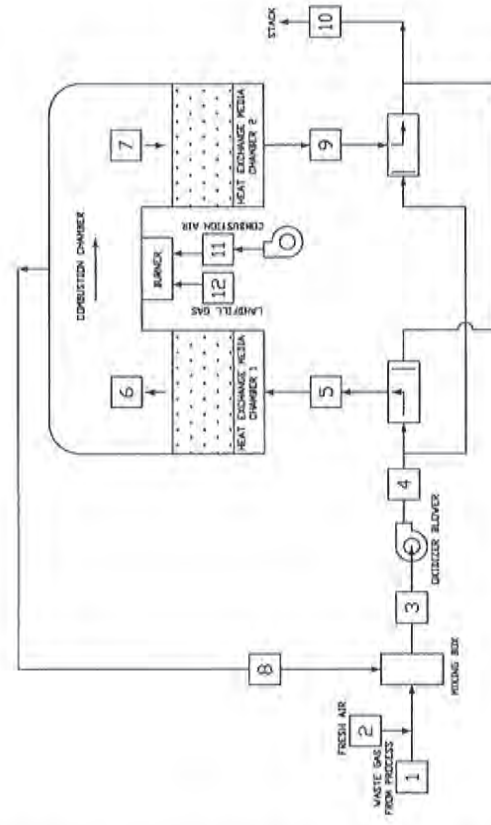 STACK
10
COMBUSTION CHAMBER
6
7
HEAT EXCHANGE MEDIA
CHAMBER 1
BURNER
HEAT EXCHANGE MEDIA
CHAMBER 2
LANDFILL GAS
12
11
COMBUSTION AIR
5
9
8
FRESH AIR
2
WASTE GAS
FROM PROCESS
1
MIXING BOX
3
OXIDIZER BLOWER
4